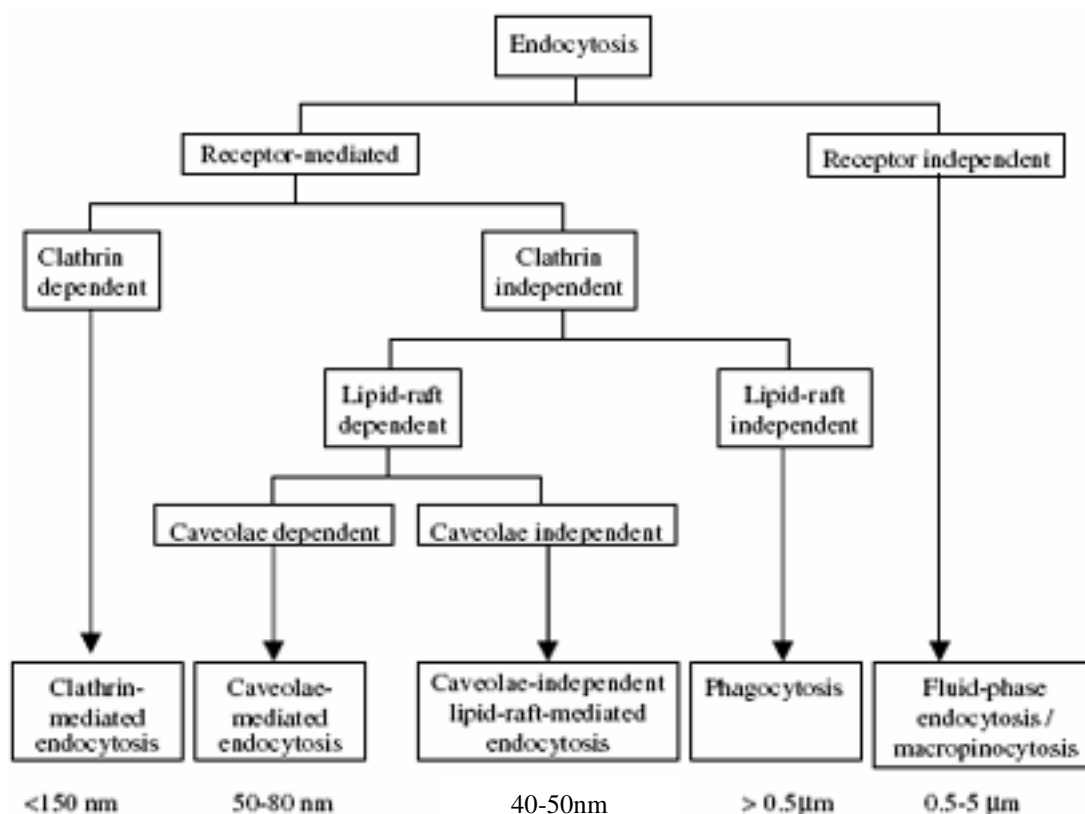 Endocytosis
Receptor-mediated
Receptor independent
Clathrin
dependent
Clathrin
independent
Lipid-raft
dependent
Lipid-raft
independent
Caveolae dependent
Caveolae independent
Clathrin-
mediated
endocytosis
Caveolae-
mediated
endocytosis
Caveolae-independent
lipid-raft-mediated
endocytosis
Phagocytosis
Fluid-phase
endocytosis /
macropinocytosis
<150 nm
50-80 nm
40-50nm
> 0.5μm
0.5-5 μm